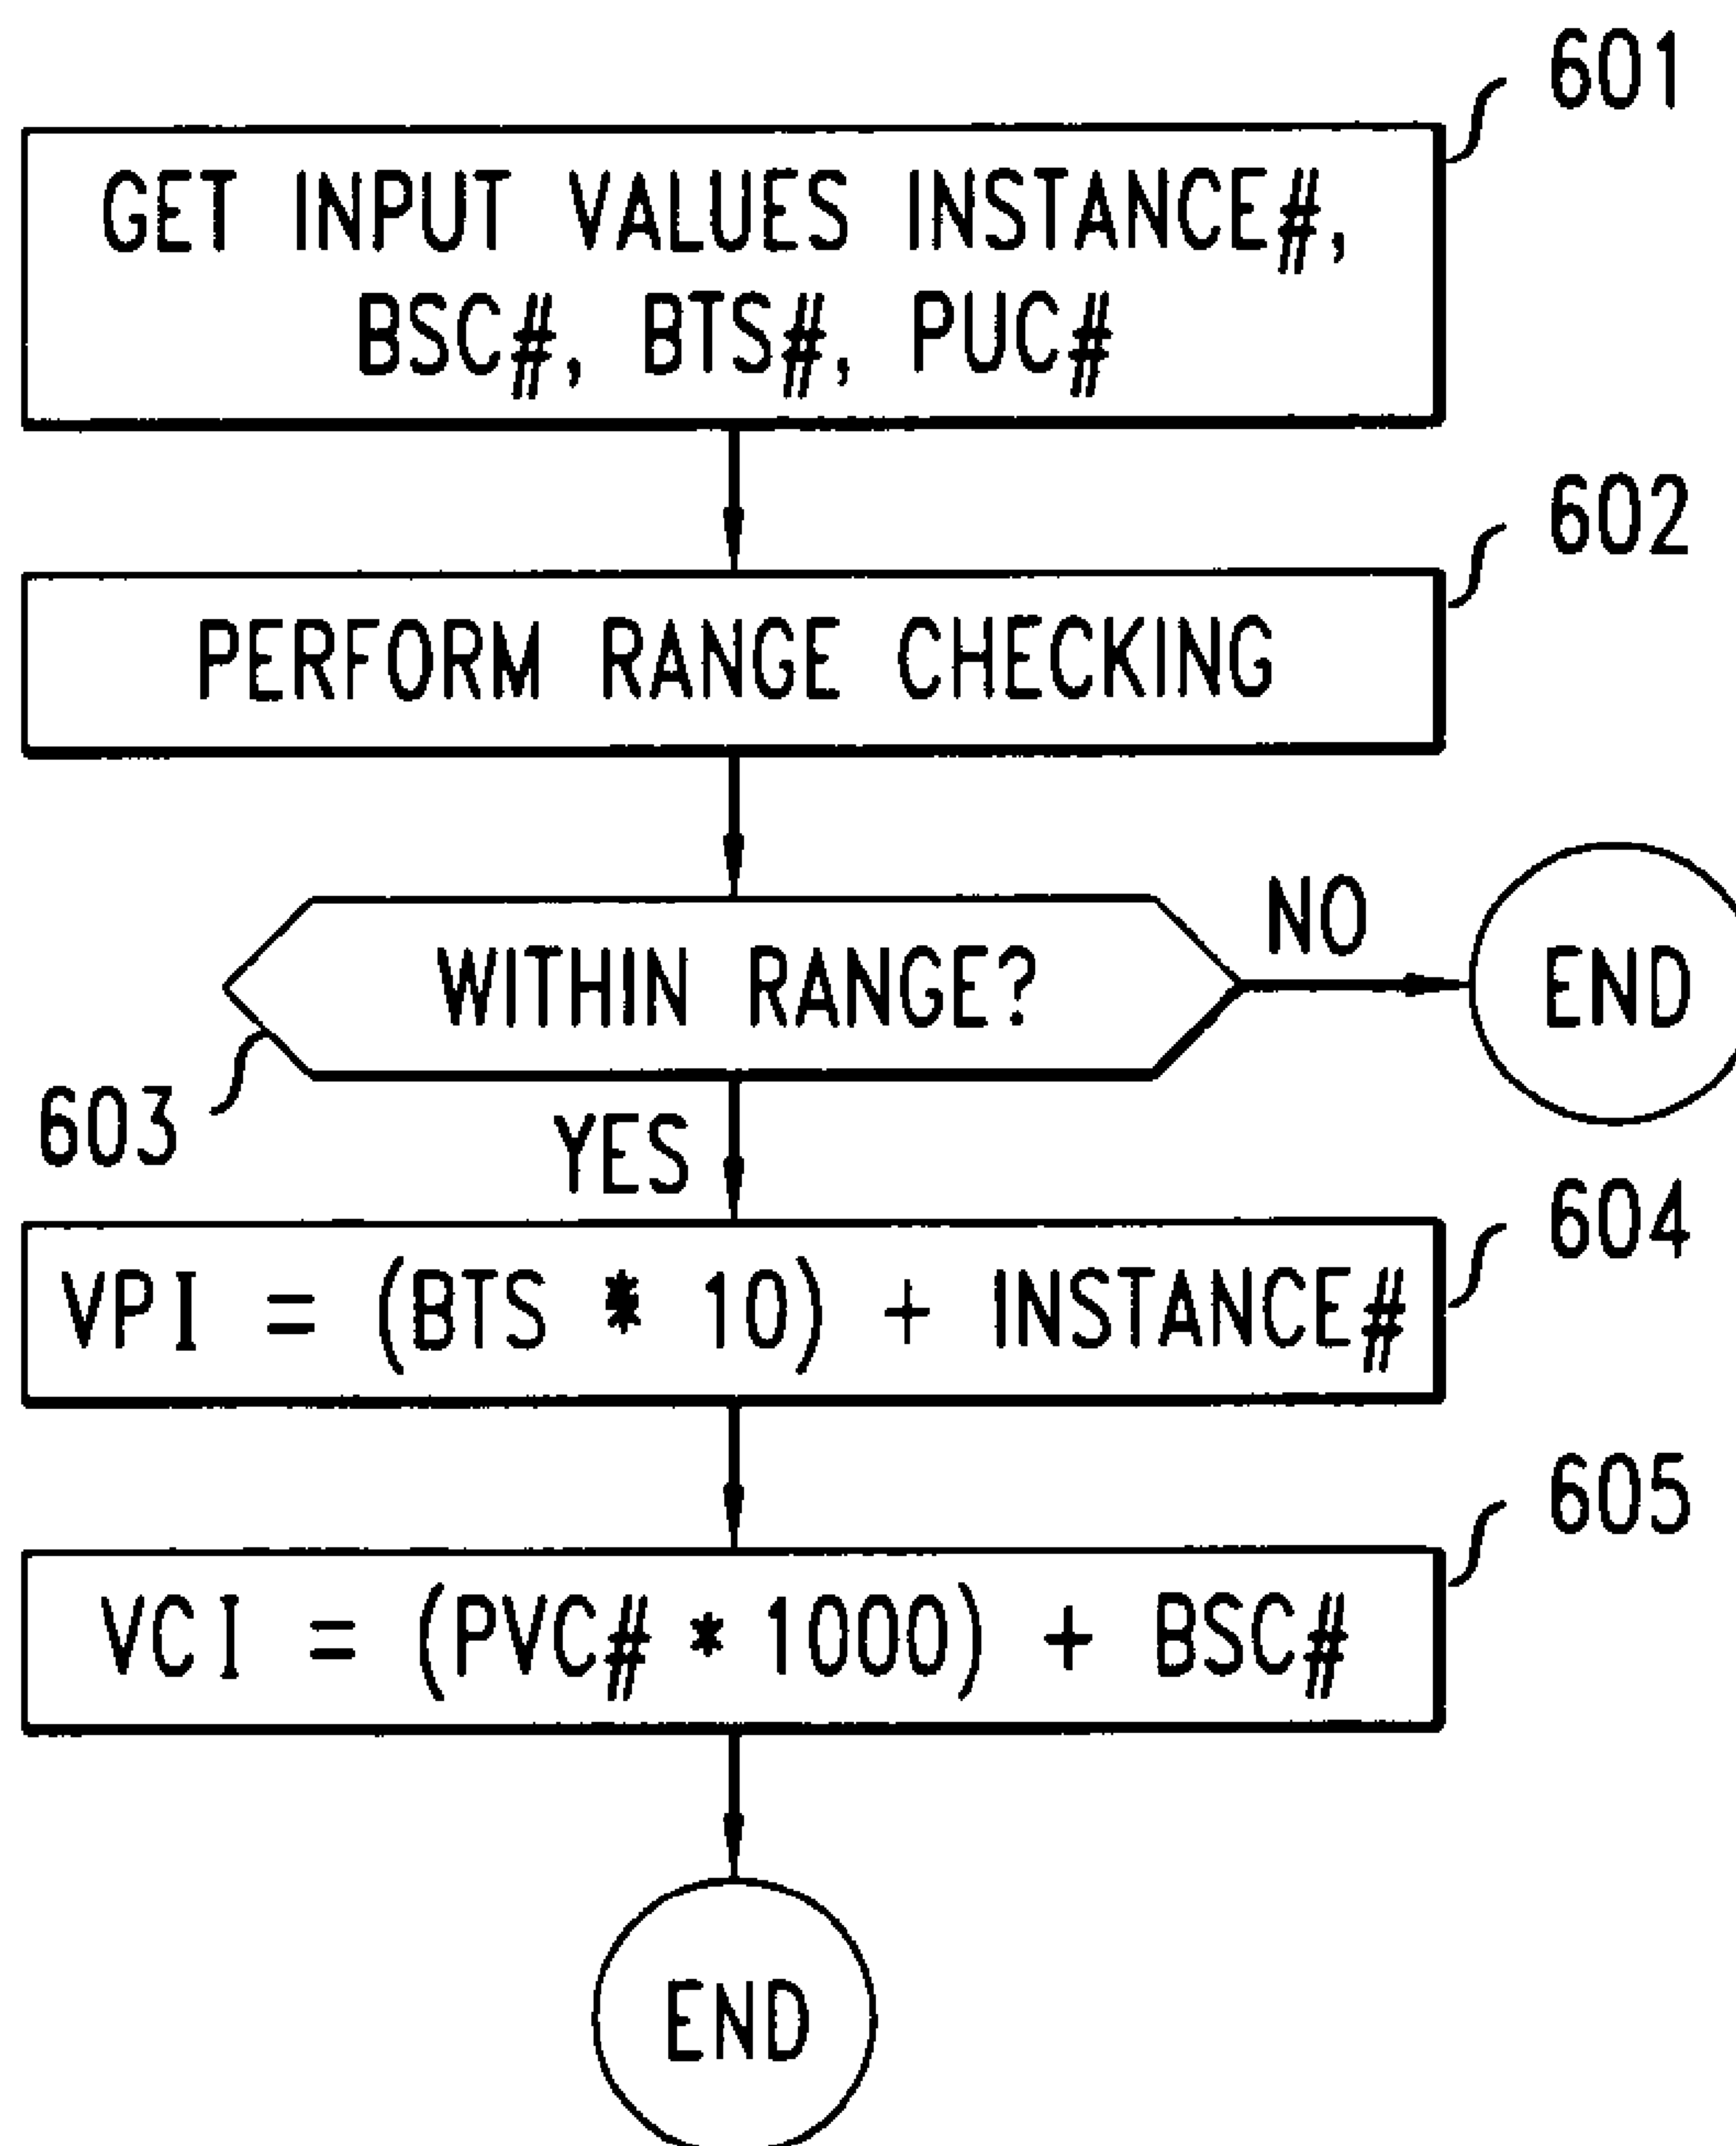 601
GET INPUT VALUES INSTANCE#,
BSC#, BTS#, PUC#
602
PERFORM RANGE CHECKING
WITHIN RANGE?
NO
END
603
YES
604
VPI = (BTS * 10) + INSTANCE#
605
VCI = (PVC# * 1000) + BSC#
END